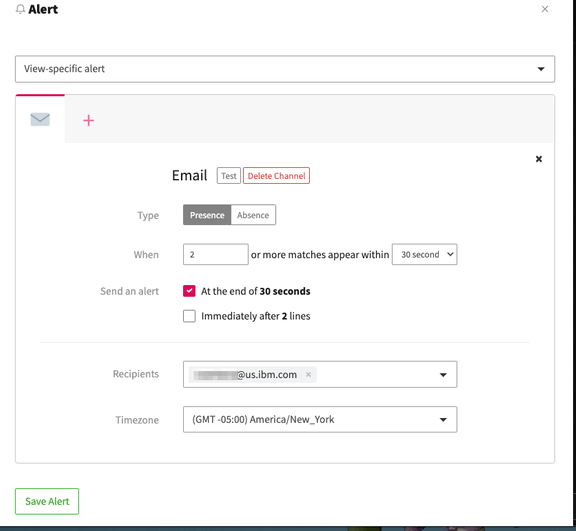 Alert
×
View-specific alert
+
×
Email Test Delete Channel
Type Presence Absence
When 2 or more matches appear within 30 second
Send an alert At the end of 30 seconds
Immediately after 2 lines
Recipients @us.ibm.com ×
Timezone (GMT -05:00) America/New_York
Save Alert